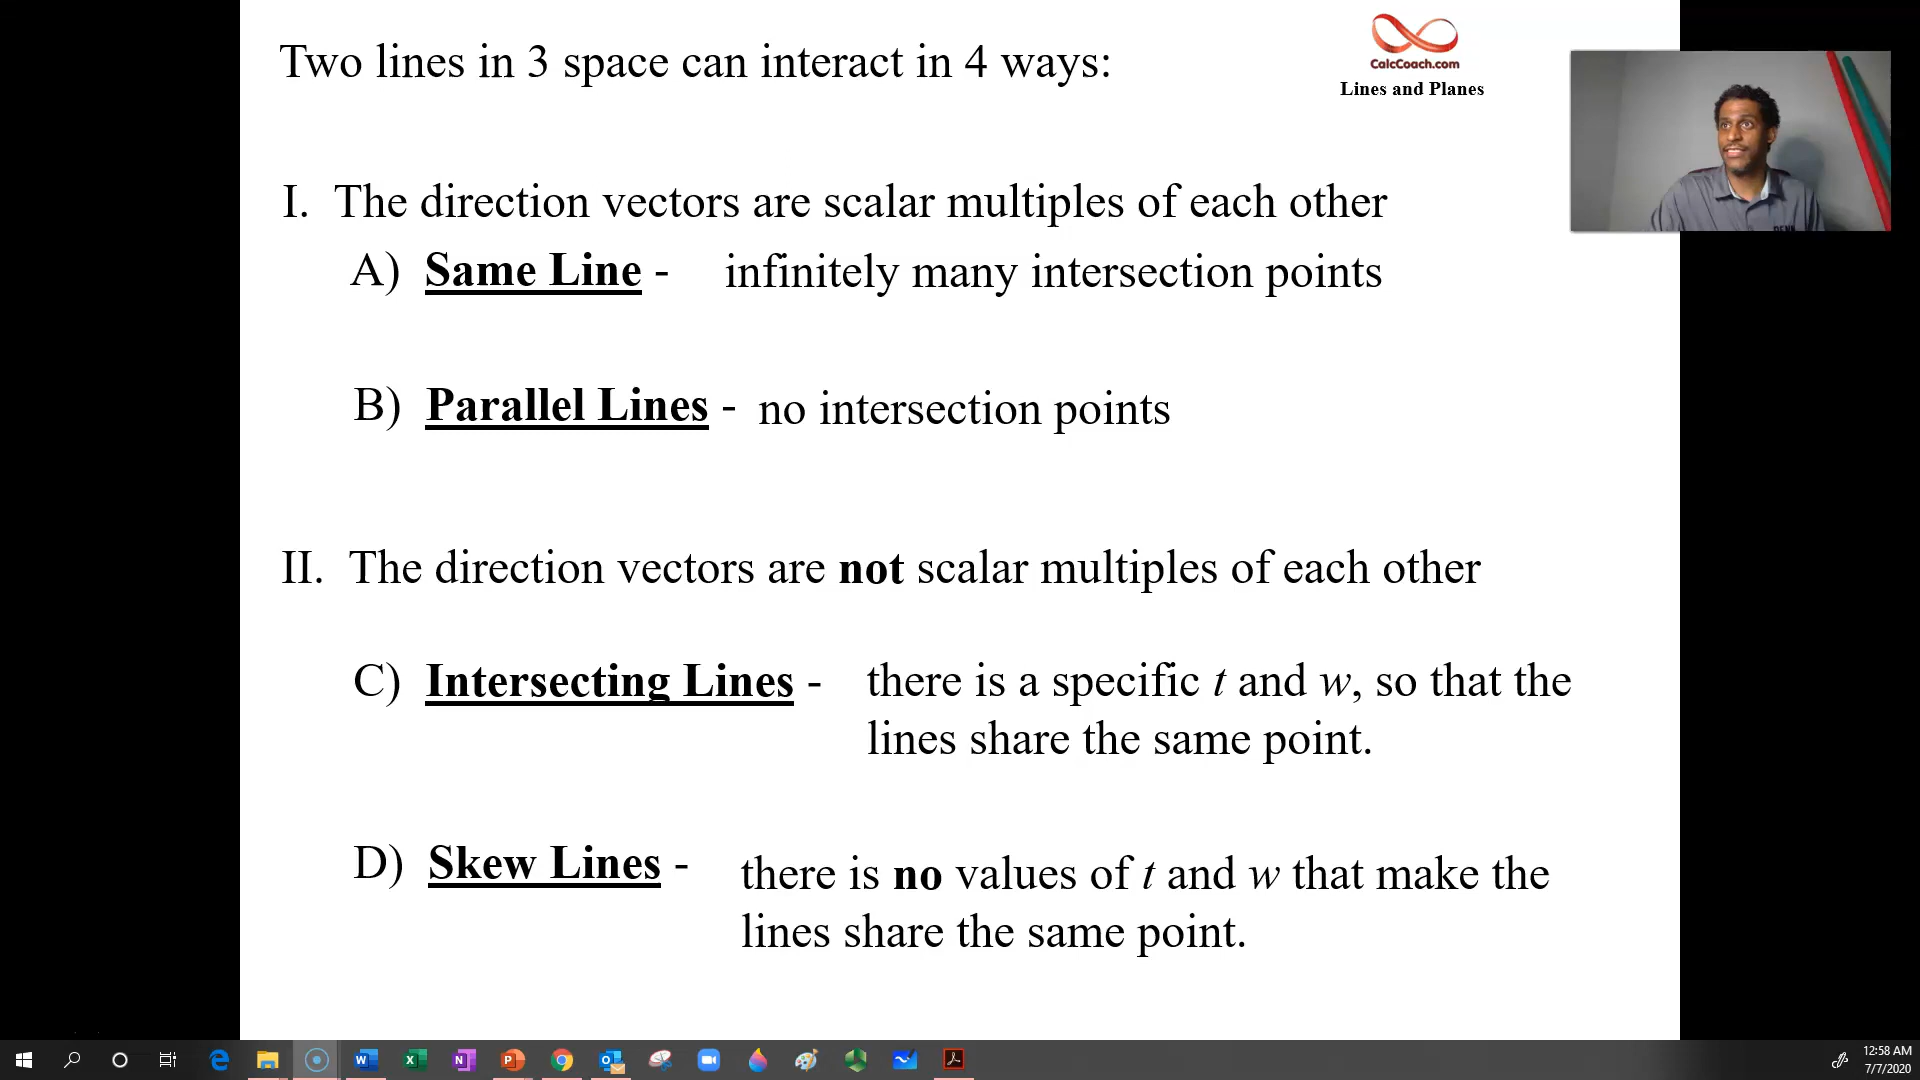 Two lines in 3 space can interact in 4 ways:
CalcCoach.com
Lines and Planes
I. The direction vectors are scalar multiples of each other
A) Same Line - infinitely many intersection points
B) Parallel Lines - no intersection points
II. The direction vectors are not scalar multiples of each other
C) Intersecting Lines - there is a specific t and w, so that the
lines share the same point.
D) Skew Lines - there is no values of t and w that make the
lines share the same point.
12:58 AM
7/7/2020